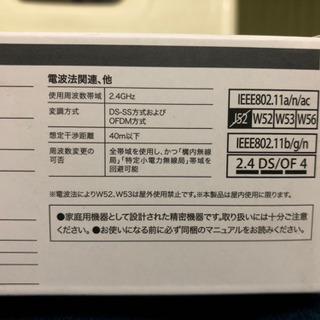 電波法関連、他
使用周波数帯域 2.4GHz
変調方式 DS-SS方式および
OFDM方式
想定干渉距離 40m以下
周波数変更の
可否
全帯域を使用し、かつ「構内無線
局」「特定小電力無線局」帯域を
回避可能
IEEE802.11a/n/ac
J52 W52 W53 W56
IEEE802.11b/g/n
2.4 DS/OF 4
※電波法によりW52、W53は屋外使用禁止です。※本製品は屋内使用に限ります。
●家庭用機器として設計された精密機器です。取り扱いには十分ご注意
ください。●お使いになる前に必ず同梱のマニュアルをお読みください。